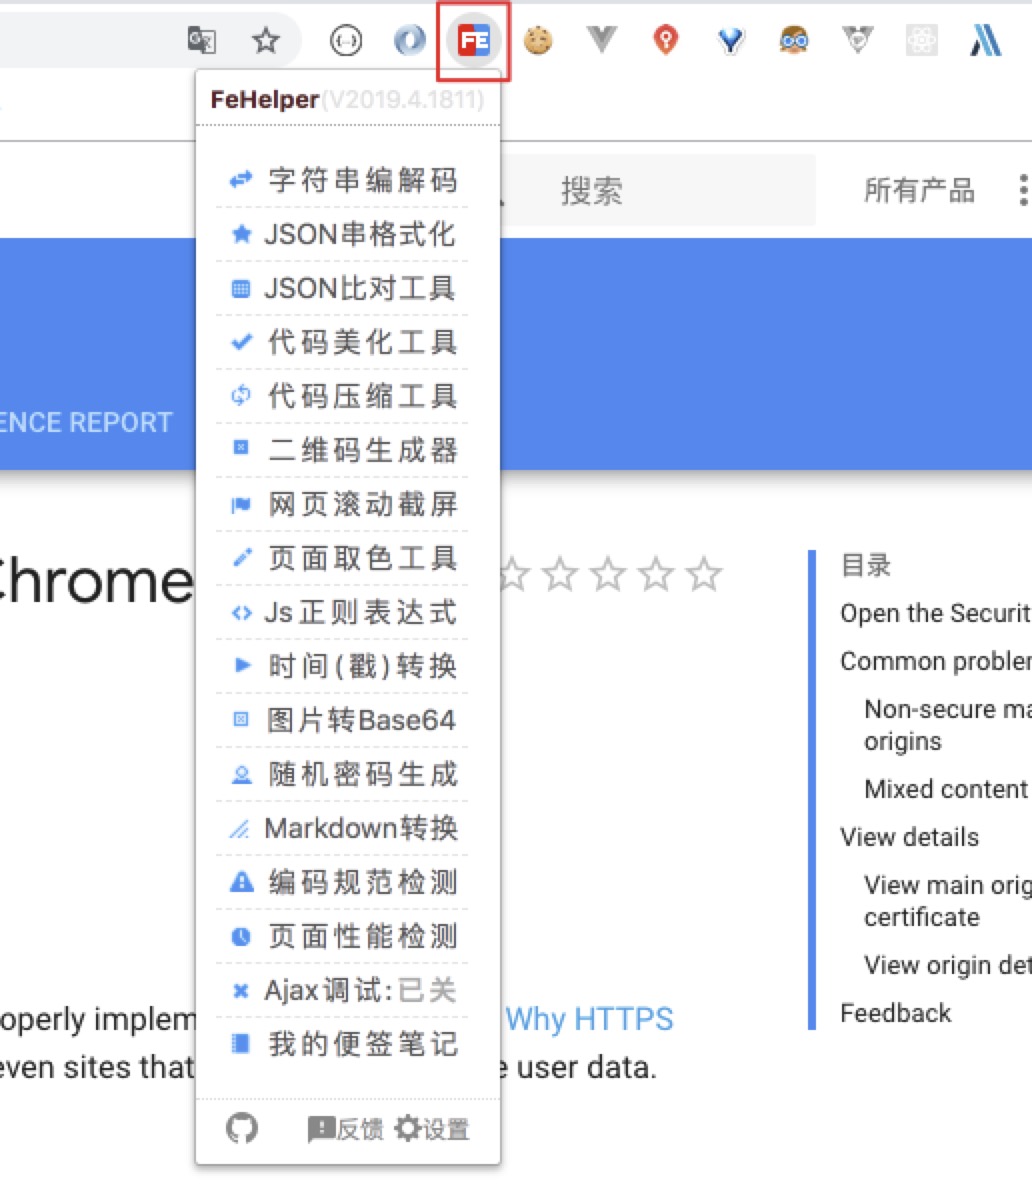 FE
FeHelper(V2019.4.1811)
搜索
所有产品
字符串编解码
JSON串格式化
JSON比对工具
代码美化工具
代码压缩工具
ENCE REPORT
二维码生成器
网页滚动截屏
页面取色工具
Js正则表达式
时间(戳)转换
图片转Base64
随机密码生成
Markdown转换
编码规范检测
页面性能检测
Ajax调试:已关
我的便签笔记
反馈 设置
Chrome
operly implem
Why HTTPS
even sites that
e user data.
目录
Open the Securit
Common probler
Non-secure ma
origins
Mixed content
View details
View main orig
certificate
View origin det
Feedback